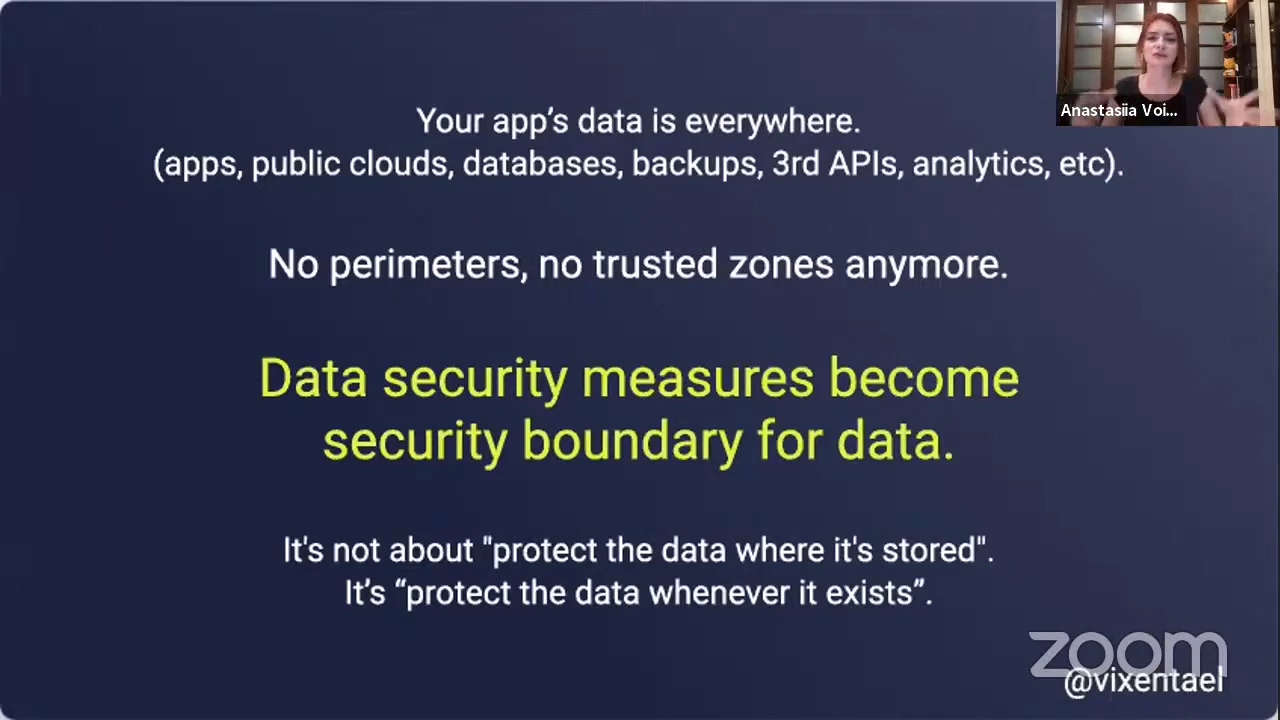 Your app’s data is everywhere.
(apps, public clouds, databases, backups, 3rd APIs, analytics, etc).
No perimeters, no trusted zones anymore.
Data security measures become
security boundary for data.
It's not about "protect the data where it's stored".
It’s “protect the data whenever it exists”.
Anastasiia Voi...
zoom
@vixentael